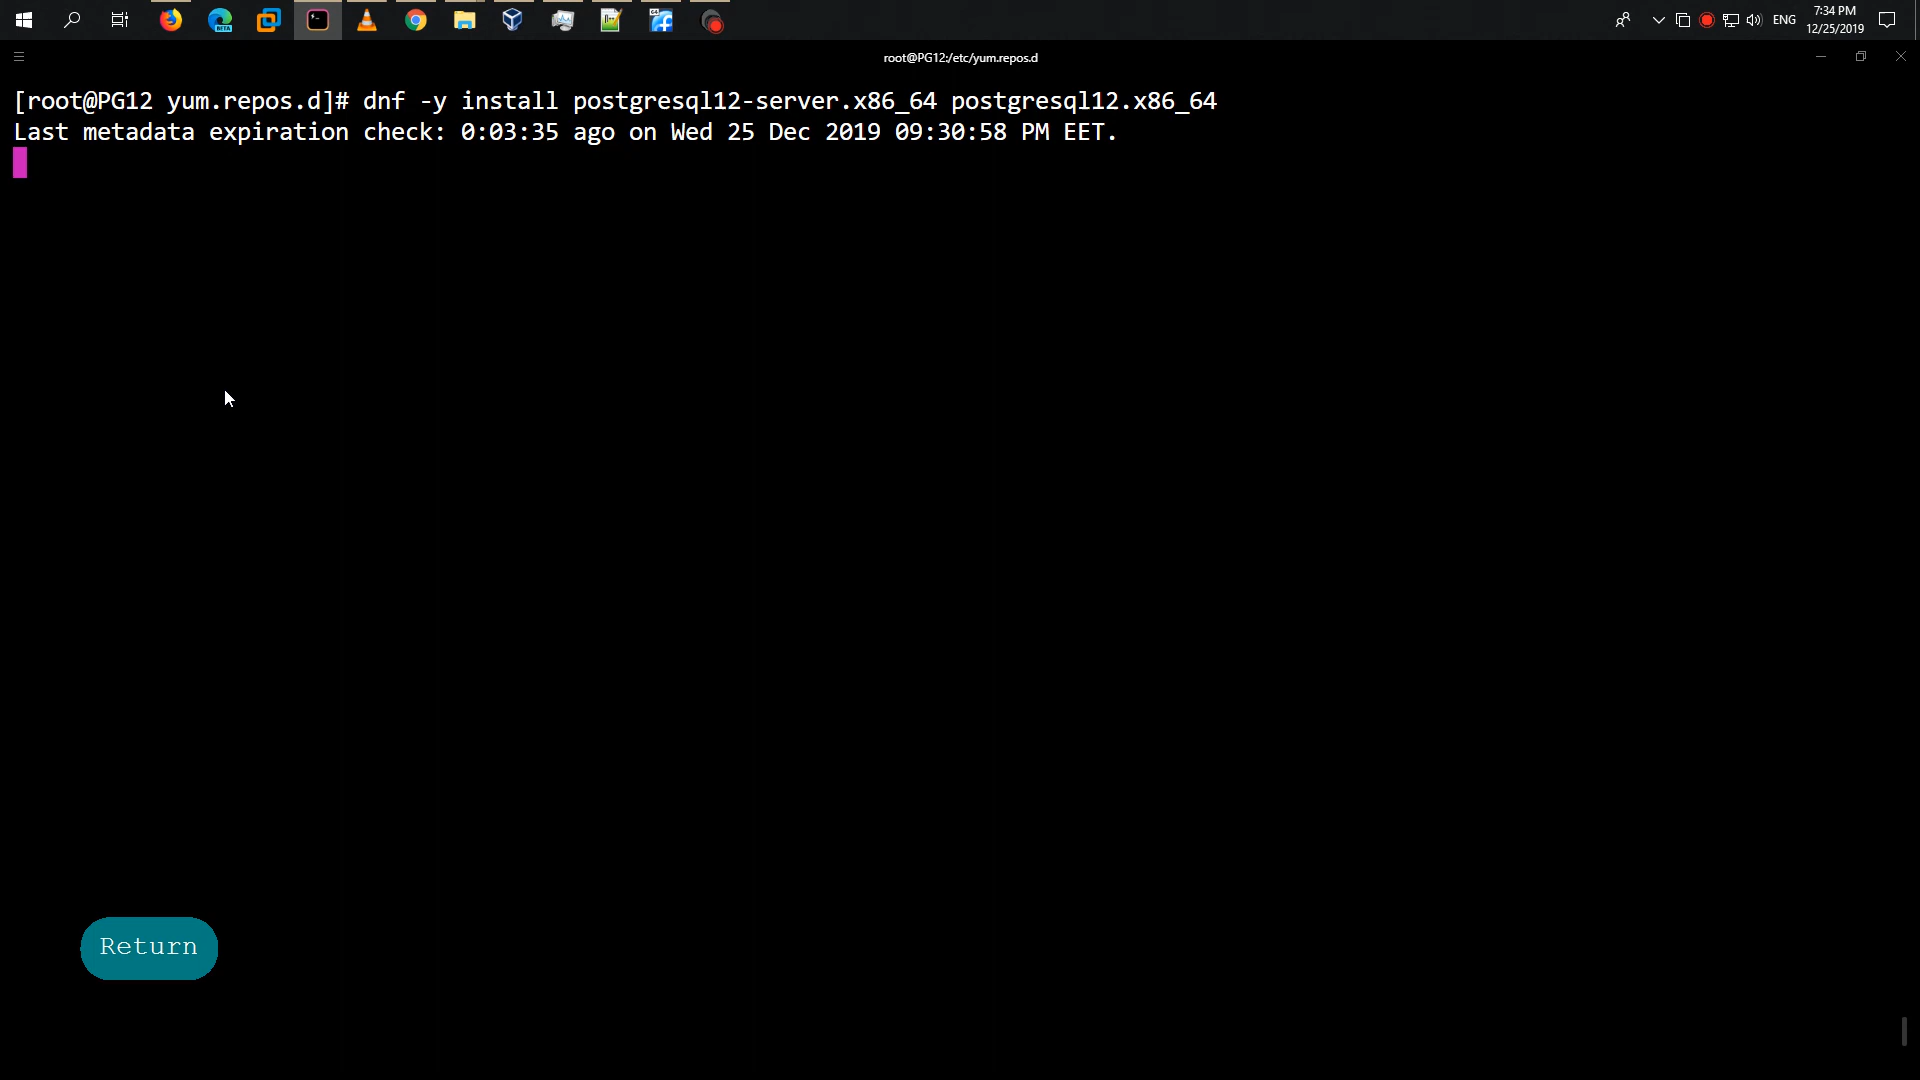 7:34 PM
ENG
12/25/2019
root@PG12:/etc/yum.repos.d
[root@PG12 yum.repos.d]# dnf -y install postgresql12-server.x86_64 postgresql12.x86_64
Last metadata expiration check: 0:03:35 ago on Wed 25 Dec 2019 09:30:58 PM EET.
Return